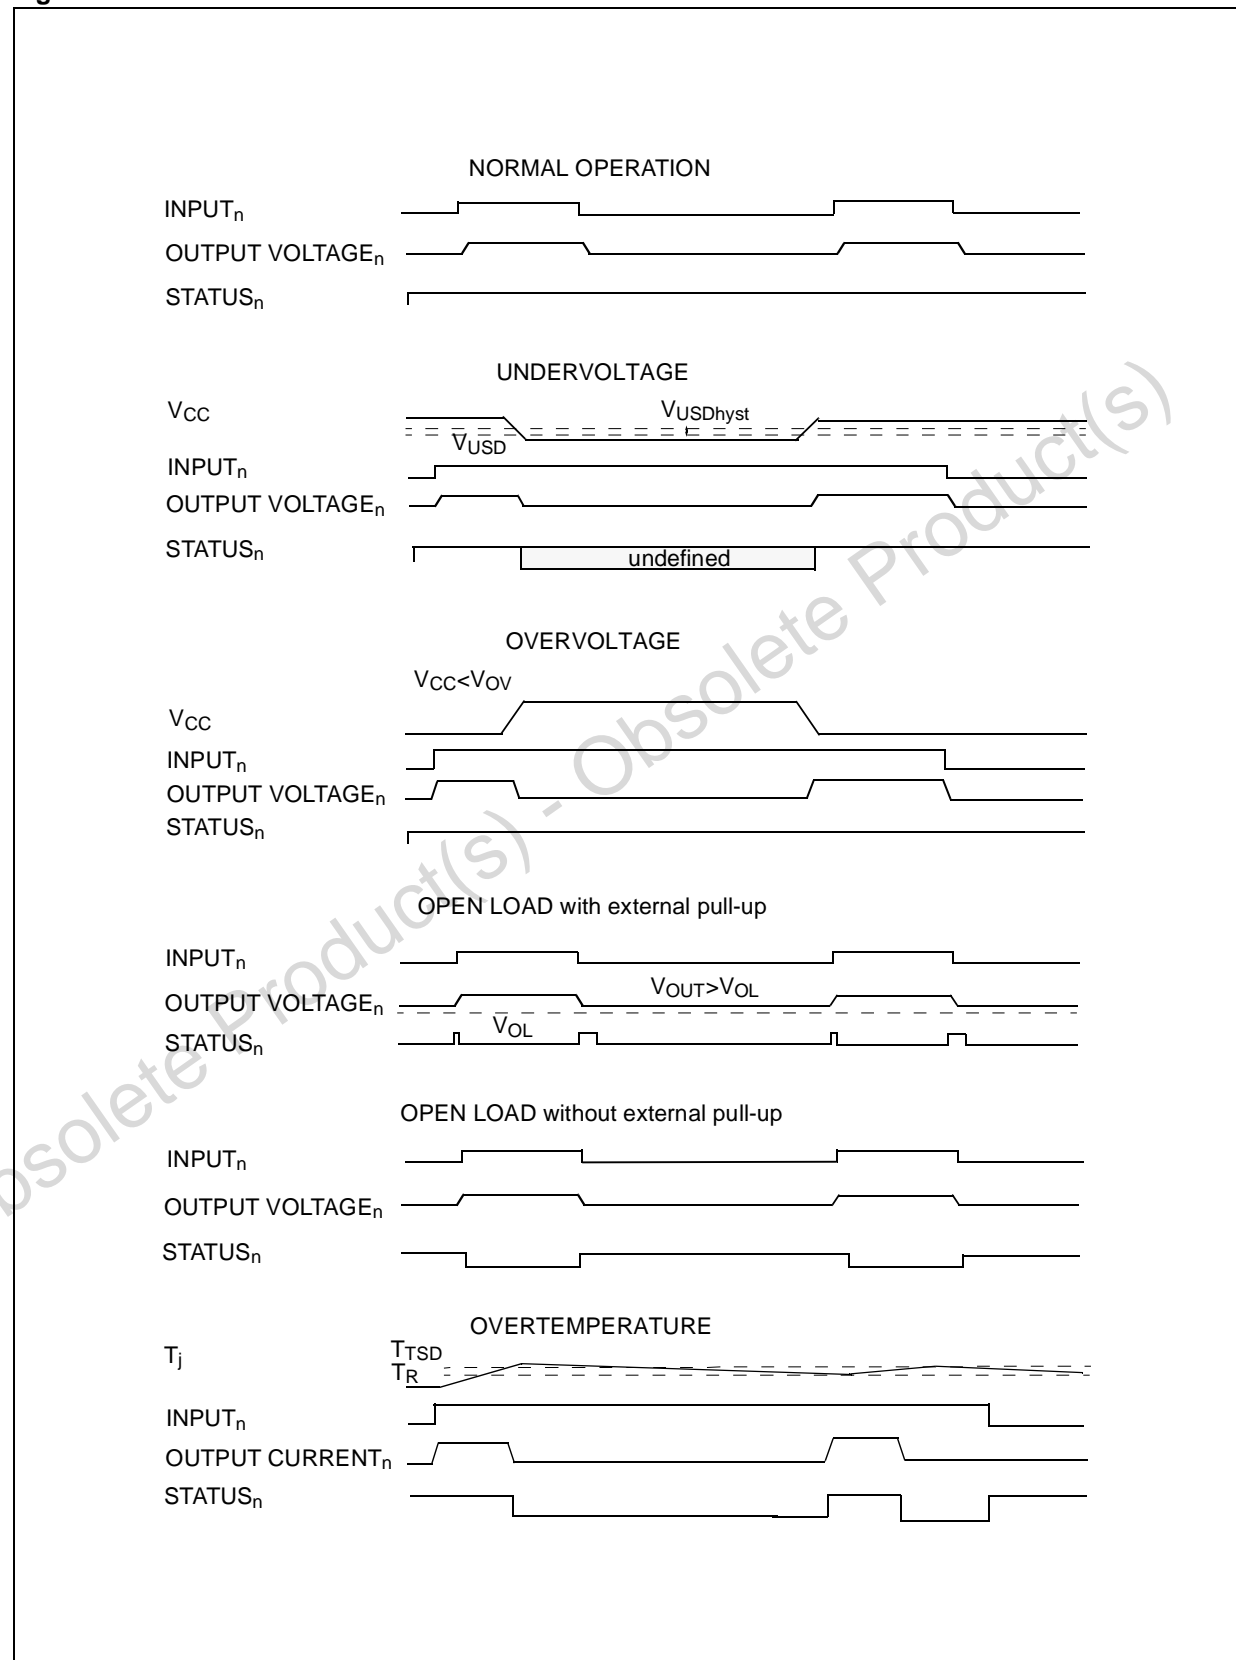 NORMAL OPERATION
INPUTn
OUTPUT VOLTAGEn
STATUSn
UNDERVOLTAGE
VCC
VUSDhyst
VUSD
INPUTn
OUTPUT VOLTAGEn
STATUSn
undefined
OVERVOLTAGE
VCC<VOV
VCC
INPUTn
OUTPUT VOLTAGEn
STATUSn
OPEN LOAD with external pull-up
INPUTn
OUTPUT VOLTAGEn
VOUT>VOL
VOL
STATUSn
OPEN LOAD without external pull-up
INPUTn
OUTPUT VOLTAGEn
STATUSn
OVERTEMPERATURE
Tj
TTSD
TR
INPUTn
OUTPUT CURRENTn
STATUSn
Obsolete Product(s) - Obsolete Product(s)